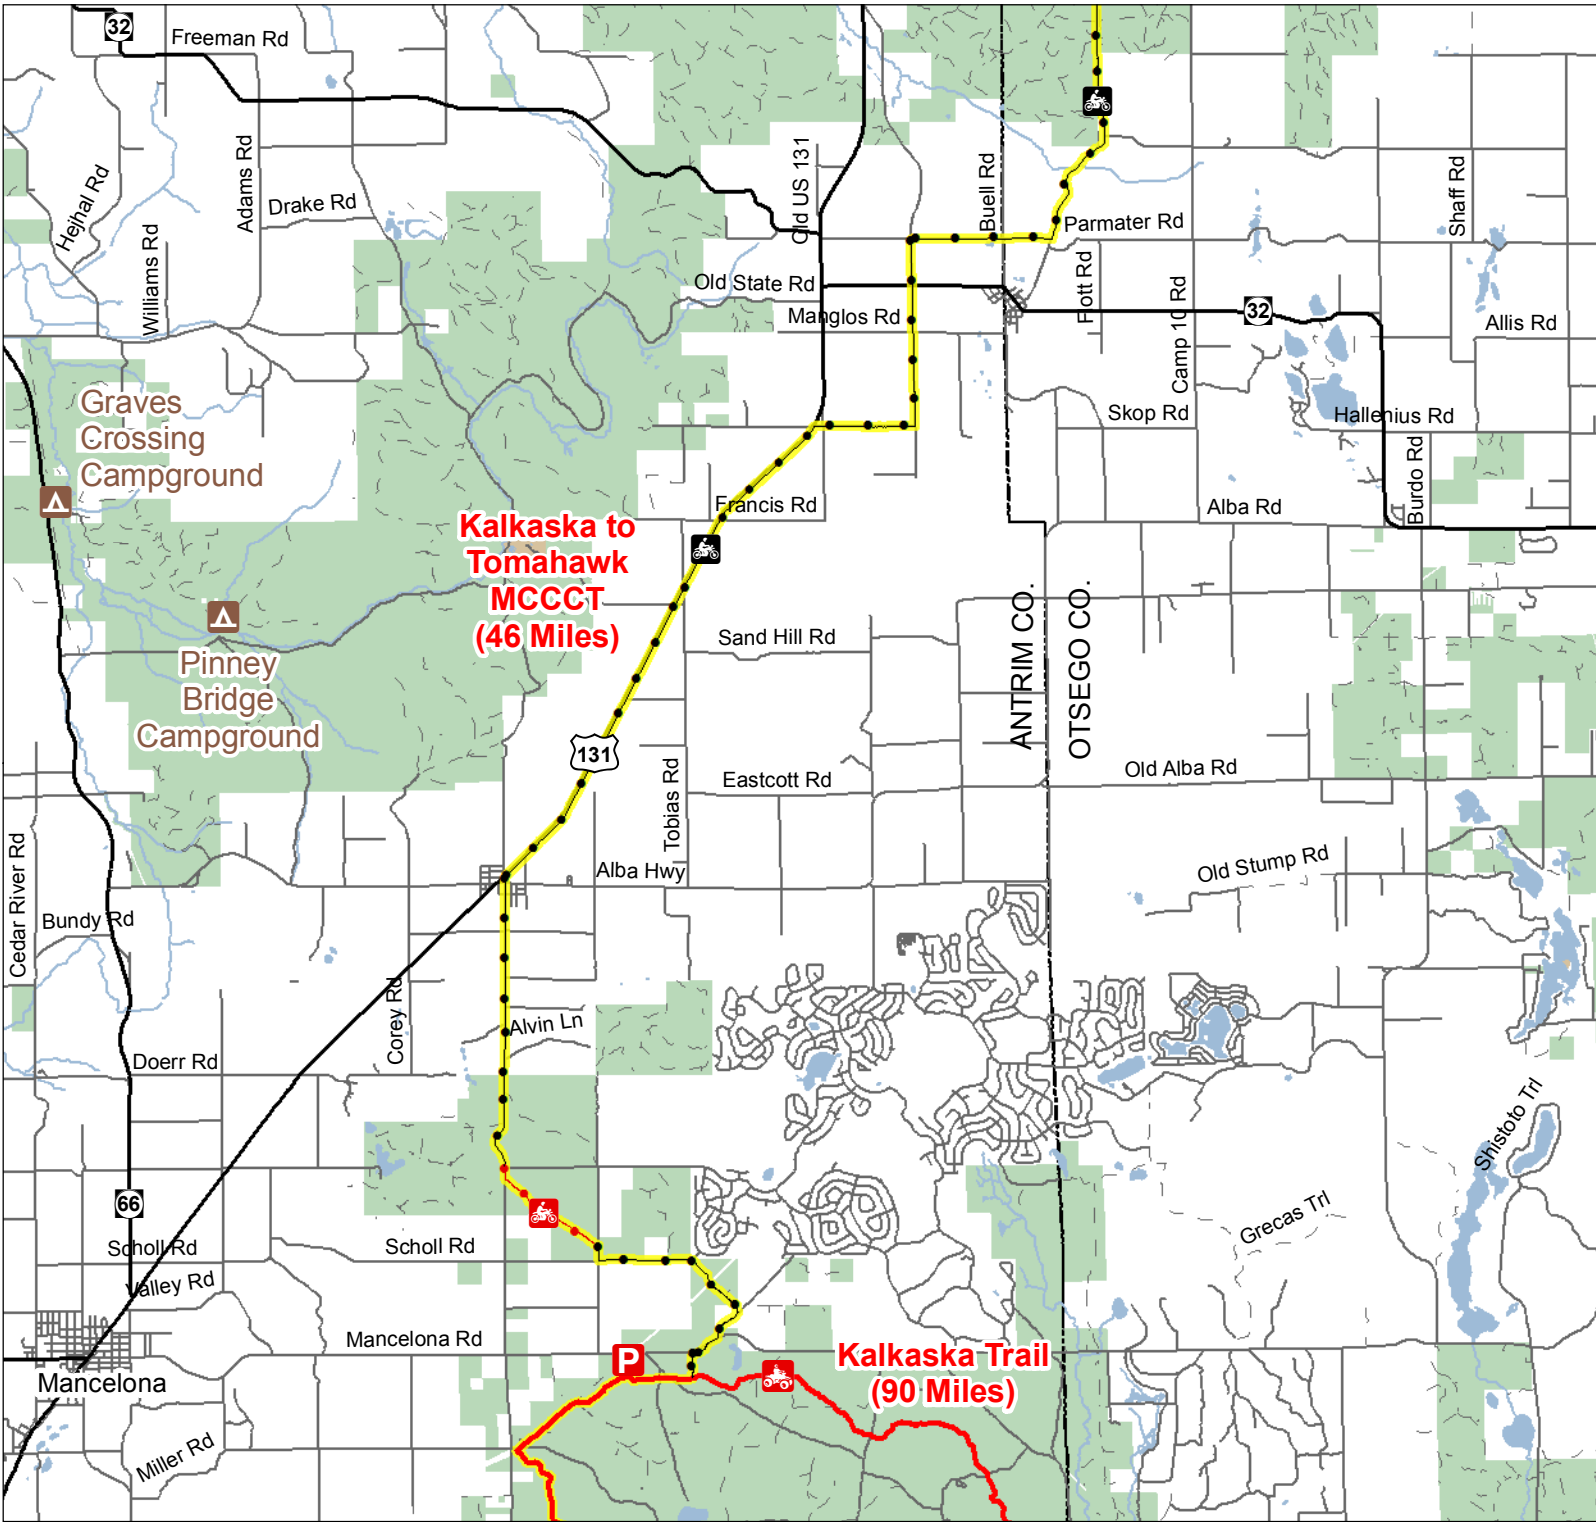 32
Freeman Rd
Hejhal Rd
Williams Rd
Adams Rd
Drake Rd
Old US 131
Buell Rd
Parmater Rd
Shaff Rd
Old State Rd
Manglos Rd
Flott Rd
Camp 10 Rd
32
Allis Rd
Graves
Crossing
Campground
Skop Rd
Hallenius Rd
Burdo Rd
Francis Rd
Alba Rd
Kalkaska to
Tomahawk
MCCCT
(46 Miles)
ANTRIM CO.
OTSEGO CO.
Sand Hill Rd
Pinney
Bridge
Campground
131
Tobias Rd
Eastcott Rd
Old Alba Rd
Cedar River Rd
Alba Hwy
Old Stump Rd
Bundy Rd
Corey Rd
Alvin Ln
Doerr Rd
Shistoto Trl
66
Scholl Rd
Scholl Rd
Grecas Trl
Valley Rd
Mancelona Rd
P
Kalkaska Trail
(90 Miles)
Mancelona
Miller Rd